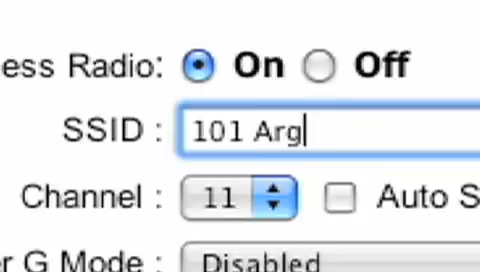 ess Radio: On Off
SSID : 101 Arg
Channel : 11 Auto S
r G Mode : Disabled